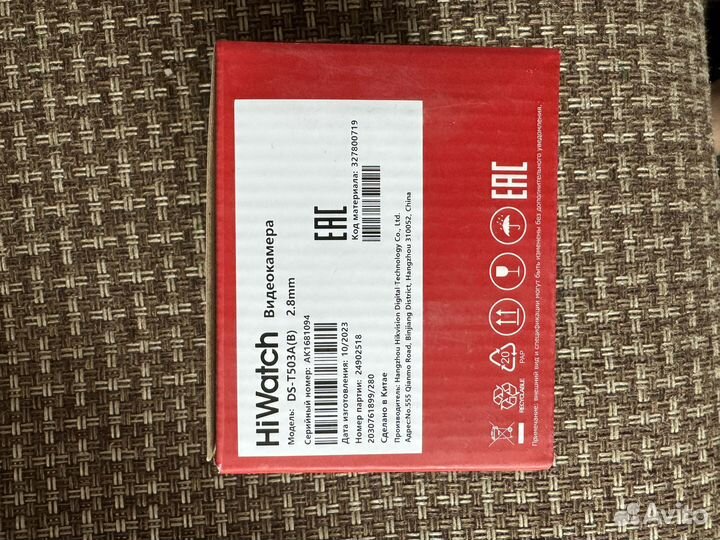 HiWatch Видеокамера
Модель: DS-T503A(B) 2.8mm
Серийный номер: AK1681094
Дата изготовления: 10/2023
Номер партии: 24902518
2030761899/280
Сделано в Китае
EAC
Код материала: 327800719
Производитель: Hangzhou Hikvision Digital Technology Co., Ltd.
Адрес:No.555 Qianmo Road, Binjiang District, Hangzhou 310052, China
RECYCLABLE
20
PAP
EAC
Примечание: внешний вид и спецификации могут быть изменены без дополнительного уведомления.
Avito